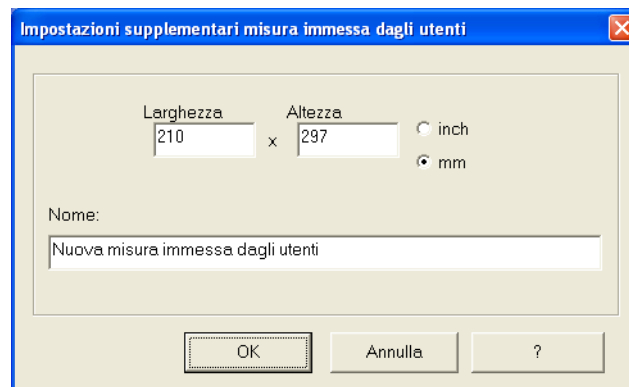 Impostazioni supplementari misura immessa dagli utenti
Larghezza Altezza
210 x 297
inch
mm
Nome:
Nuova misura immessa dagli utenti
OK Annulla ?